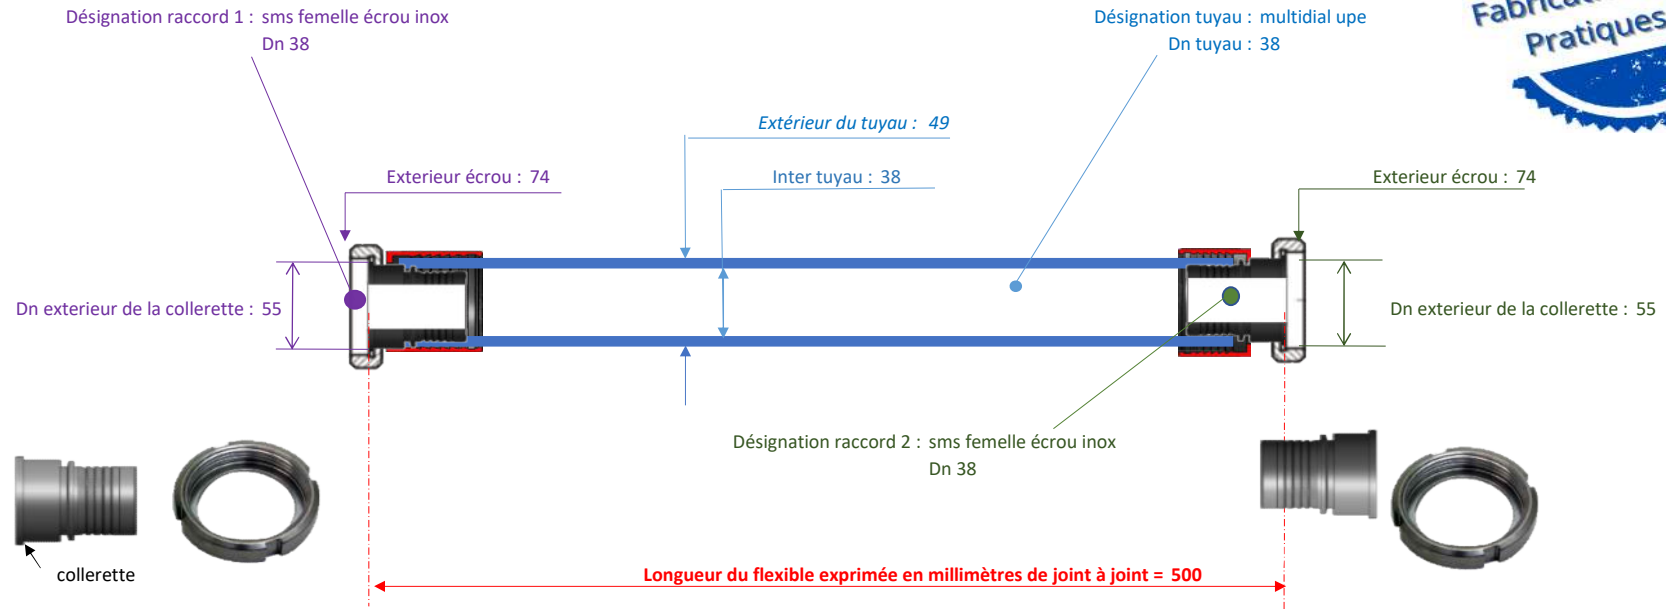 Désignation raccord 1 : sms femelle écrou inox
Dn 38
Désignation tuyau : multidial upe
Dn tuyau : 38
Pratiques
Extérieur du tuyau : 49
Exterieur écrou : 74
Inter tuyau : 38
Exterieur écrou : 74
Dn exterieur de la collerette : 55
Dn exterieur de la collerette : 55
Désignation raccord 2 : sms femelle écrou inox
Dn 38
collerette
Longueur du flexible exprimée en millimètres de joint à joint = 500